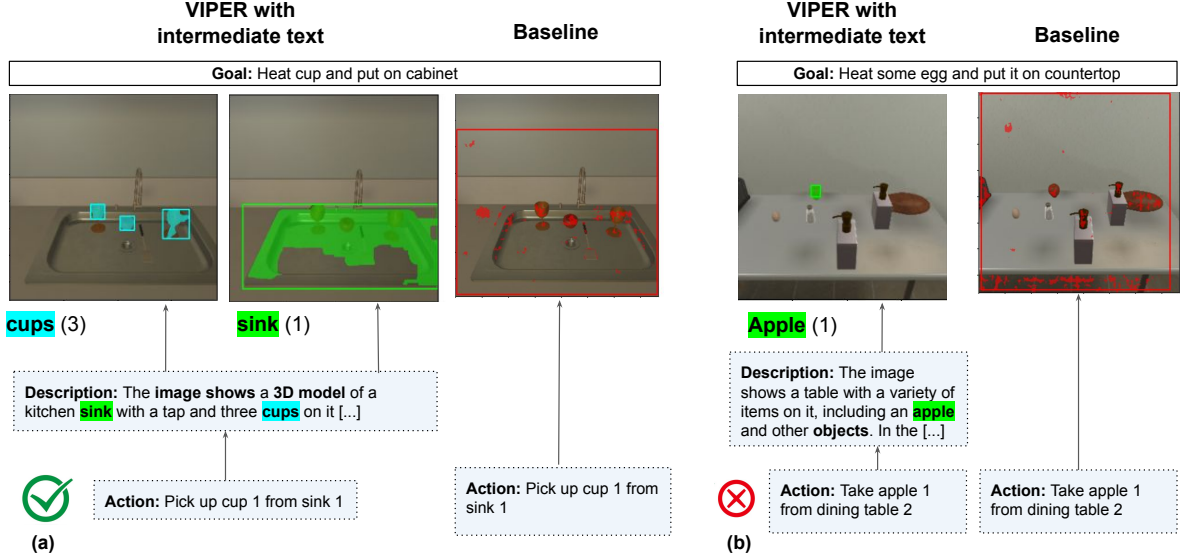 VIPER with
intermediate text
Baseline
Goal: Heat cup and put on cabinet
cups (3)
sink (1)
Description: The image shows a 3D model of a
kitchen sink with a tap and three cups on it [...]
Action: Pick up cup 1 from sink 1
Action: Pick up cup 1 from
sink 1
(a)
VIPER with
intermediate text
Baseline
Goal: Heat some egg and put it on countertop
Apple (1)
Description: The image
shows a table with a variety of
items on it, including an apple
and other objects. In the [...]
Action: Take apple 1
from dining table 2
Action: Take apple 1
from dining table 2
(b)